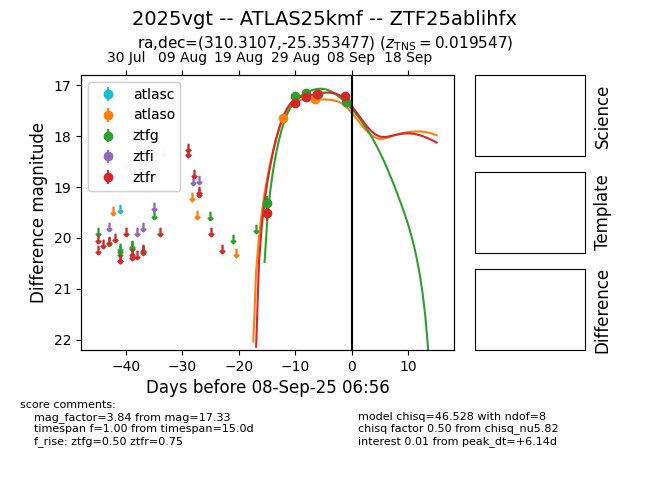 2025vgt -- ATLAS25kmf -- ZTF25ablihfx
ra,dec=(310.3107,-25.353477) (z_TNS = 0.019547)
30 Jul 09 Aug 19 Aug 29 Aug 08 Sep 18 Sep
17
18
19
20
21
22
Difference magnitude
atlasc
atlaso
ztfg
ztfi
ztfr
Science
Template
Difference
−40 −30 −20 −10 0 10
Days before 08-Sep-25 06:56
score comments:
mag_factor=3.84 from mag=17.33
timespan f=1.00 from timespan=15.0d
f_rise: ztfg=0.50 ztfr=0.75
model chisq=46.528 with ndof=8
chisq factor 0.50 from chisq_nu5.82
interest 0.01 from peak_dt=+6.14d